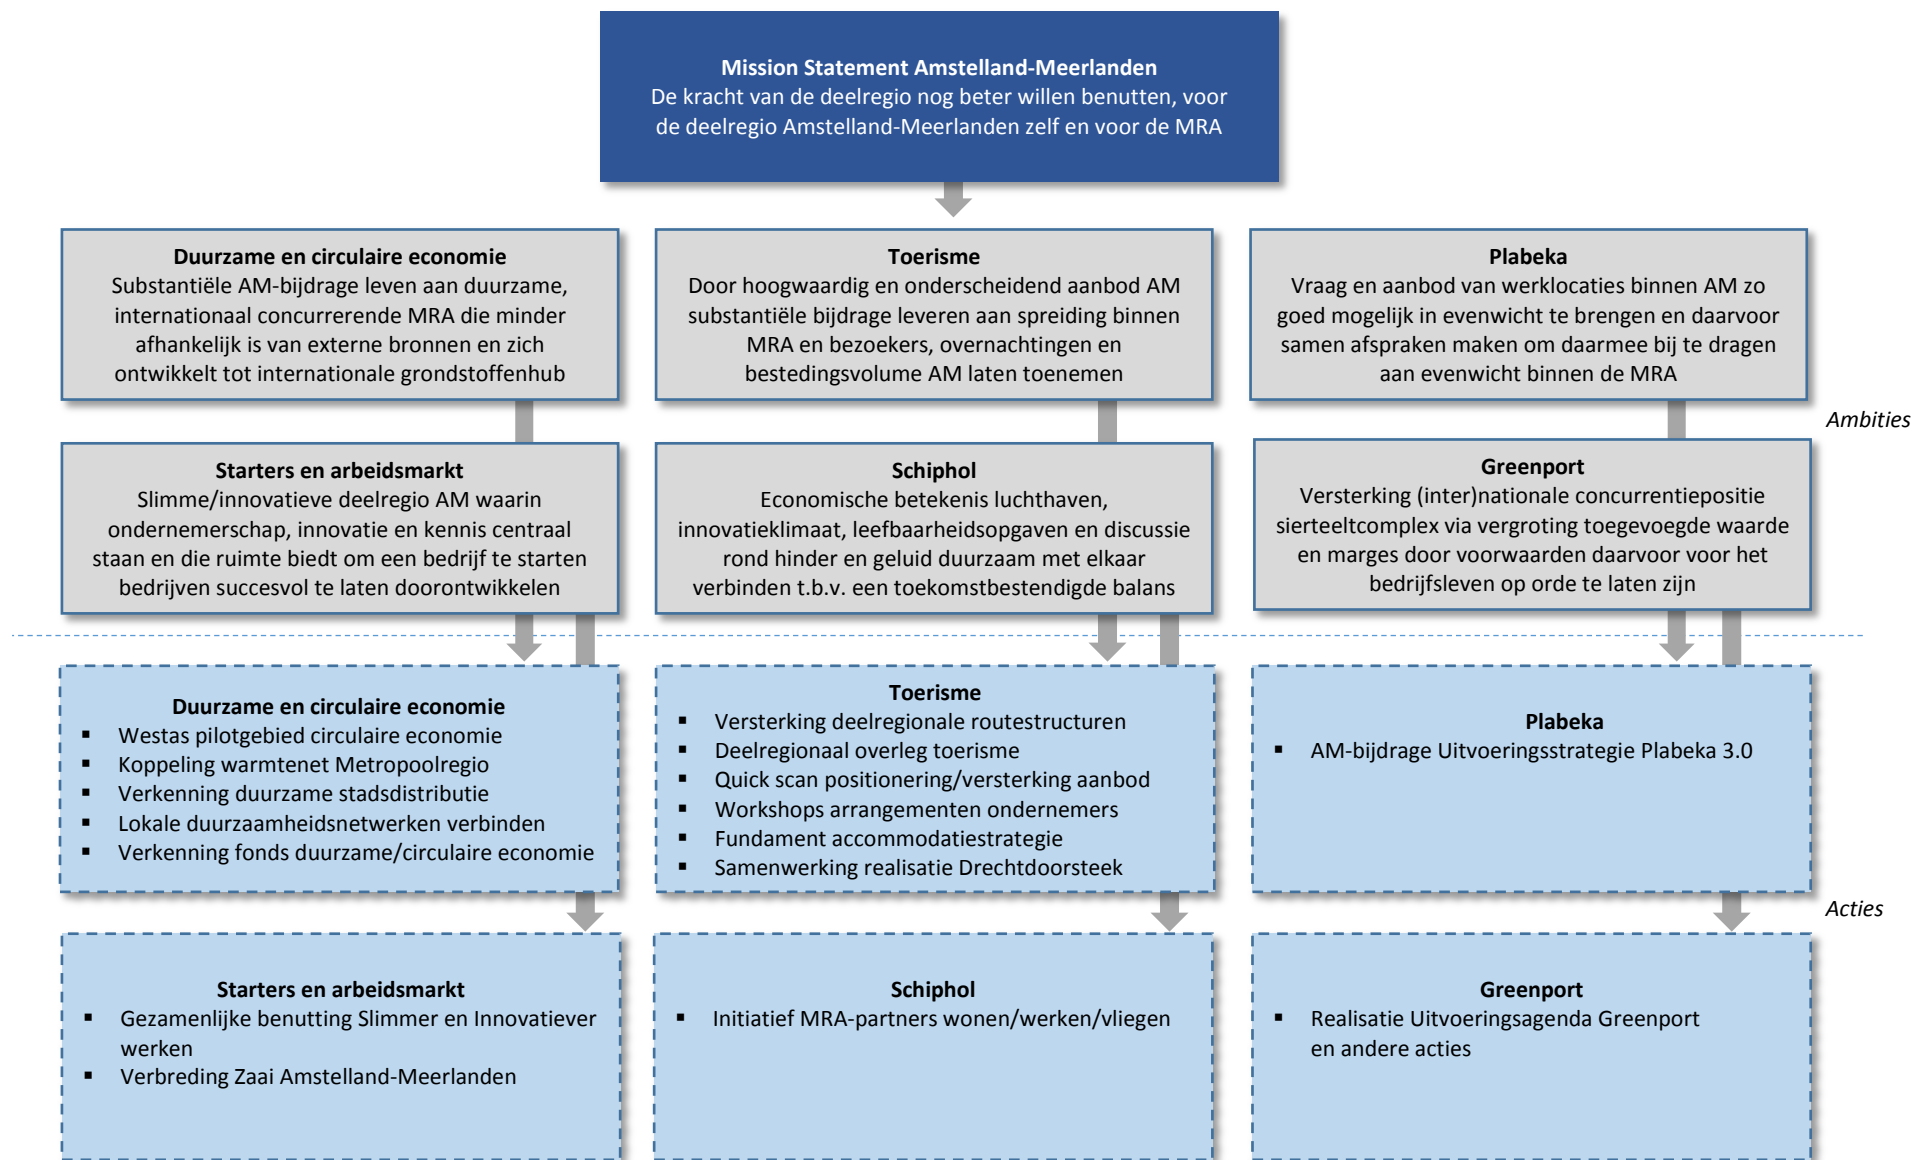 Mission Statement Amstelland-Meerlanden
De kracht van de deelregio nog beter willen benutten, voor
de deelregio Amstelland-Meerlanden zelf en voor de MRA
Duurzame en circulaire economie
Substantiële AM-bijdrage leven aan duurzame,
internationaal concurrerende MRA die minder
afhankelijk is van externe bronnen en zich
ontwikkelt tot internationale grondstoffenhub
Toerisme
Door hoogwaardig en onderscheidend aanbod AM
substantiële bijdrage leveren aan spreiding binnen
MRA en bezoekers, overnachtingen en
bestedingsvolume AM laten toenemen
Plabeka
Vraag en aanbod van werklocaties binnen AM zo
goed mogelijk in evenwicht te brengen en daarvoor
samen afspraken maken om daarmee bij te dragen
aan evenwicht binnen de MRA
Ambities
Starters en arbeidsmarkt
Slimme/innovatieve deelregio AM waarin
ondernemerschap, innovatie en kennis centraal
staan en die ruimte biedt om een bedrijf te starten
bedrijven succesvol te laten doorontwikkelen
Schiphol
Economische betekenis luchthaven,
innovatieklimaat, leefbaarheidsopgaven en discussie
rond hinder en geluid duurzaam met elkaar
verbinden t.b.v. een toekomstbestendigde balans
Greenport
Versterking (inter)nationale concurrentiepositie
sierteeltcomplex via vergroting toegevoegde waarde
en marges door voorwaarden daarvoor voor het
bedrijfsleven op orde te laten zijn
Duurzame en circulaire economie
▪ Westas pilotgebied circulaire economie
▪ Koppeling warmtenet Metropoolregio
▪ Verkenning duurzame stadsdistributie
▪ Lokale duurzaamheidsnetwerken verbinden
▪ Verkenning fonds duurzame/circulaire economie
Toerisme
▪ Versterking deelregionale routestructuren
▪ Deelregionaal overleg toerisme
▪ Quick scan positionering/versterking aanbod
▪ Workshops arrangementen ondernemers
▪ Fundament accommodatiestrategie
▪ Samenwerking realisatie Drechtdoorsteek
Plabeka
▪ AM-bijdrage Uitvoeringsstrategie Plabeka 3.0
Acties
Starters en arbeidsmarkt
▪ Gezamenlijke benutting Slimmer en Innovatiever
werken
▪ Verbreding Zaai Amstelland-Meerlanden
Schiphol
▪ Initiatief MRA-partners wonen/werken/vliegen
Greenport
▪ Realisatie Uitvoeringsagenda Greenport
en andere acties